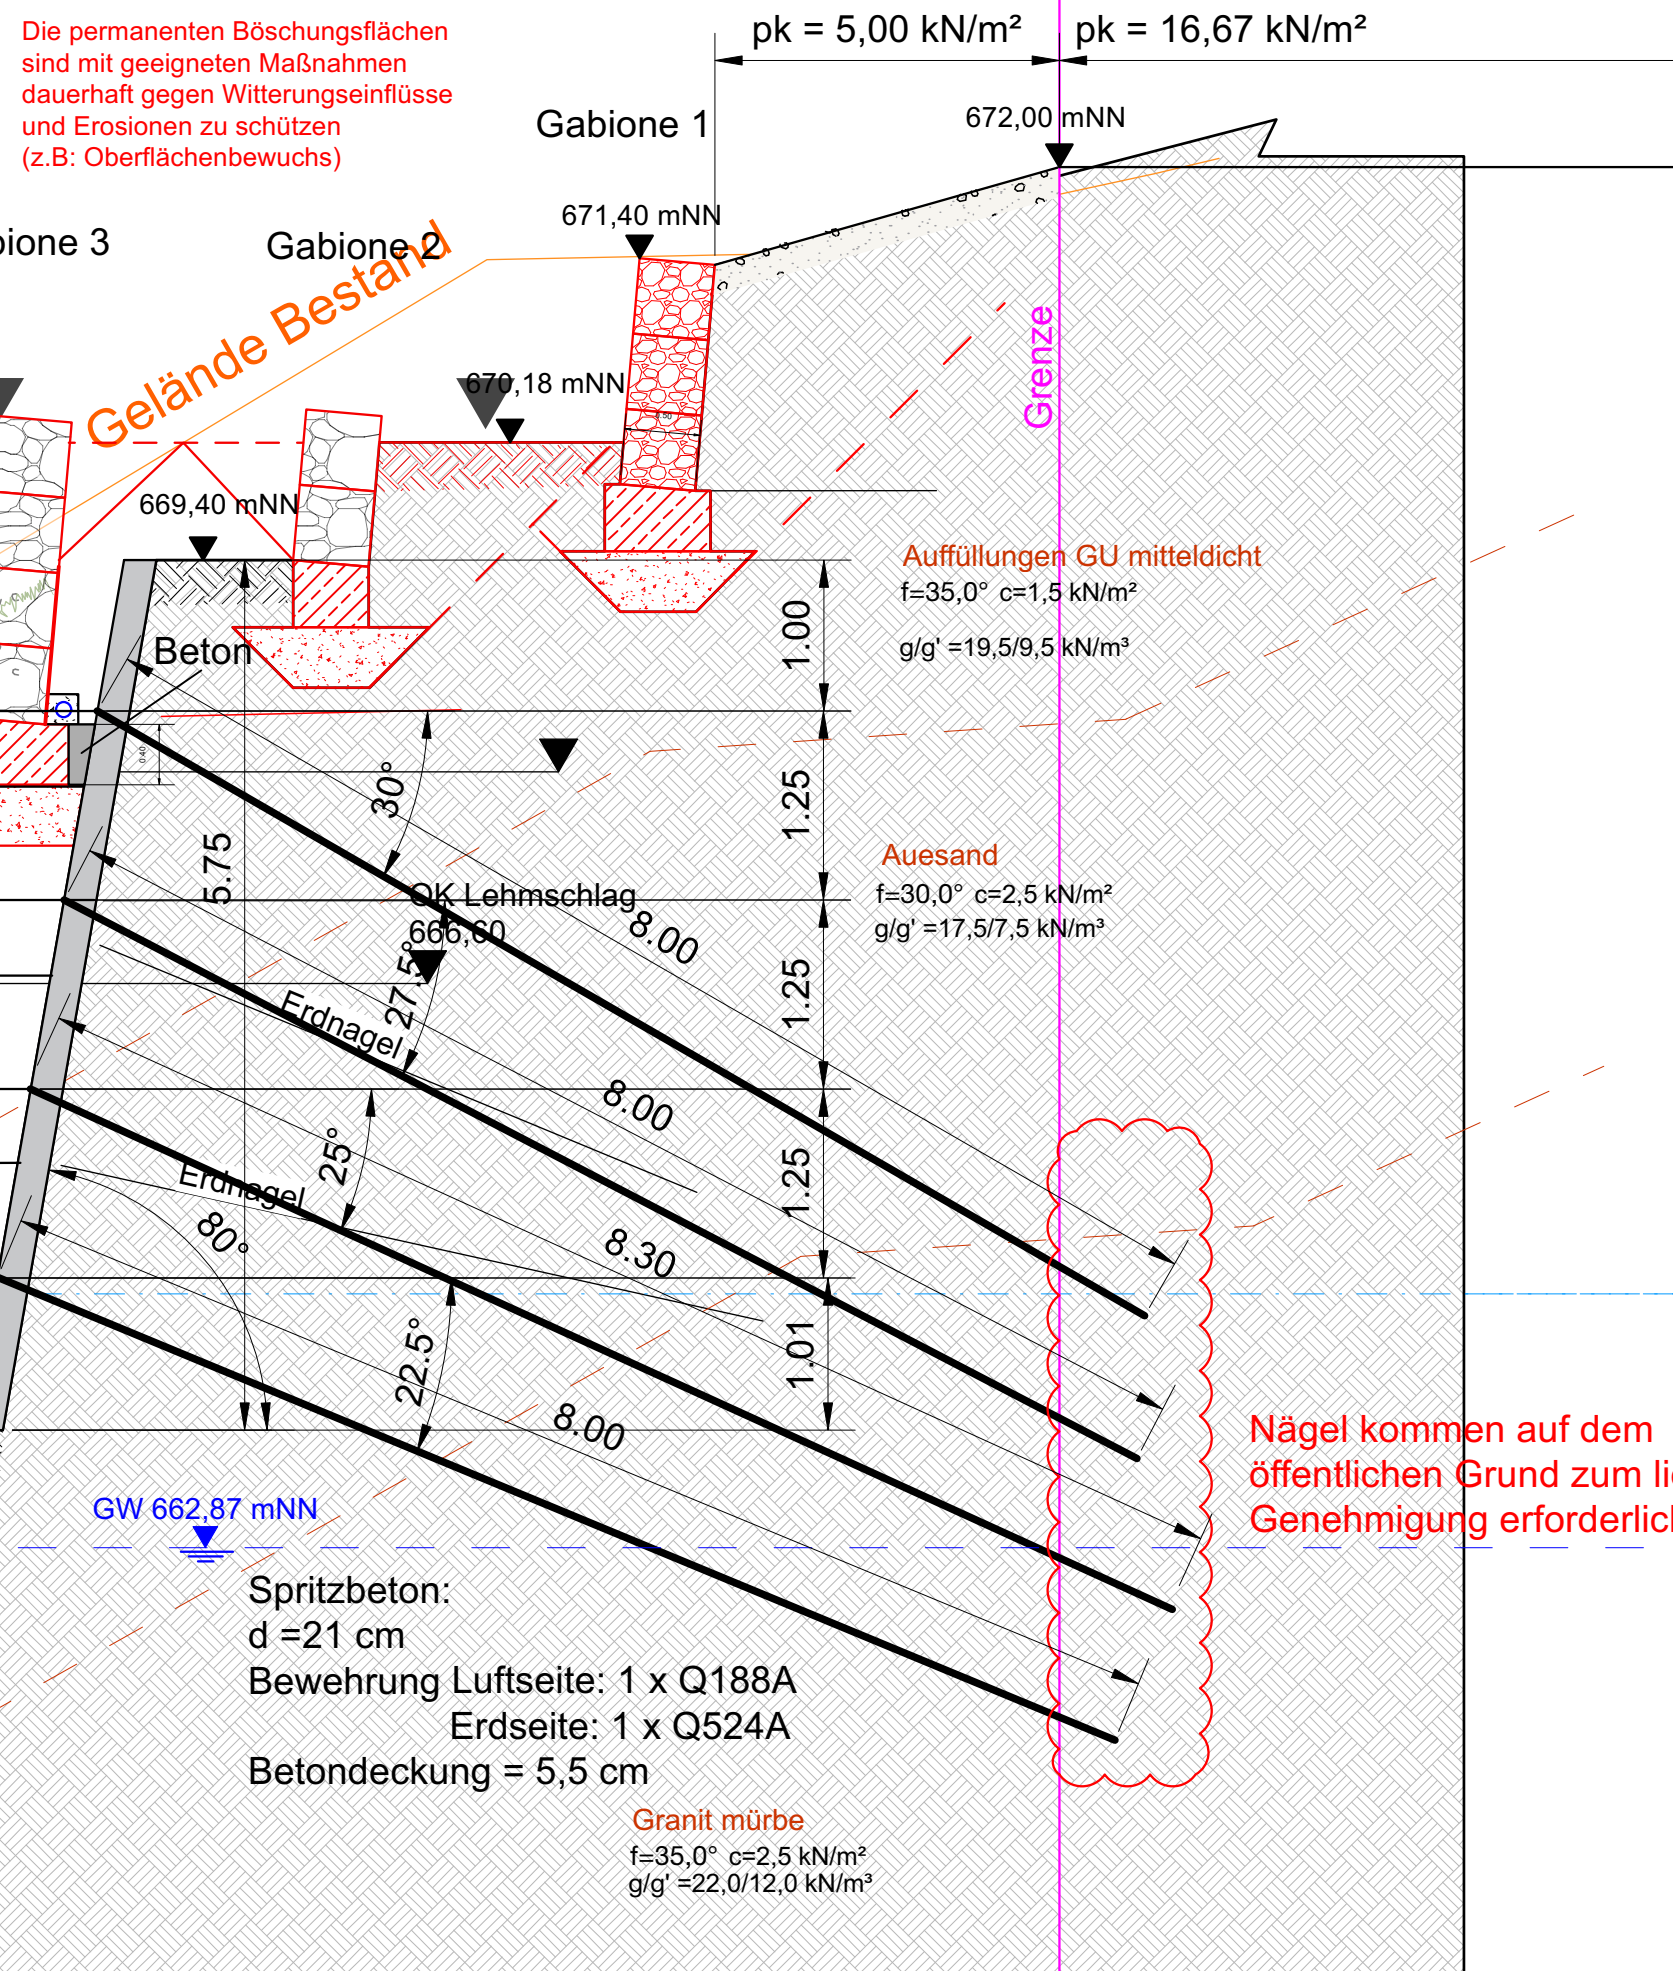 Die permanenten Böschungsflächen
sind mit geeigneten Maßnahmen
dauerhaft gegen Witterungseinflüsse
und Erosionen zu schützen
(z.B: Oberflächenbewuchs)
pk = 5,00 kN/m²
pk = 16,67 kN/m²
Gabione 1
672,00 mNN
671,40 mNN
bione 3
Gabione 2
Gelände Bestand
Grenze
670,18 mNN
0.50
669,40 mNN
Auffüllungen GU mitteldicht
f=35,0° c=1,5 kN/m²
g/g' =19,5/9,5 kN/m³
Beton
1.00
0.40
30°
1.25
5.75
Auesand
f=30,0° c=2,5 kN/m²
g/g' =17,5/7,5 kN/m³
OK Lehmschlag
666,60
8.00
27.5°
1.25
Erdnagel
8.00
25°
1.25
Erdnagel
80°
8.30
22.5°
1.01
8.00
Nägel kommen auf dem
öffentlichen Grund zum lie
Genehmigung erforderlich
GW 662,87 mNN
Spritzbeton:
d =21 cm
Bewehrung Luftseite: 1 x Q188A
Erdseite: 1 x Q524A
Betondeckung = 5,5 cm
Granit mürbe
f=35,0° c=2,5 kN/m²
g/g' =22,0/12,0 kN/m³